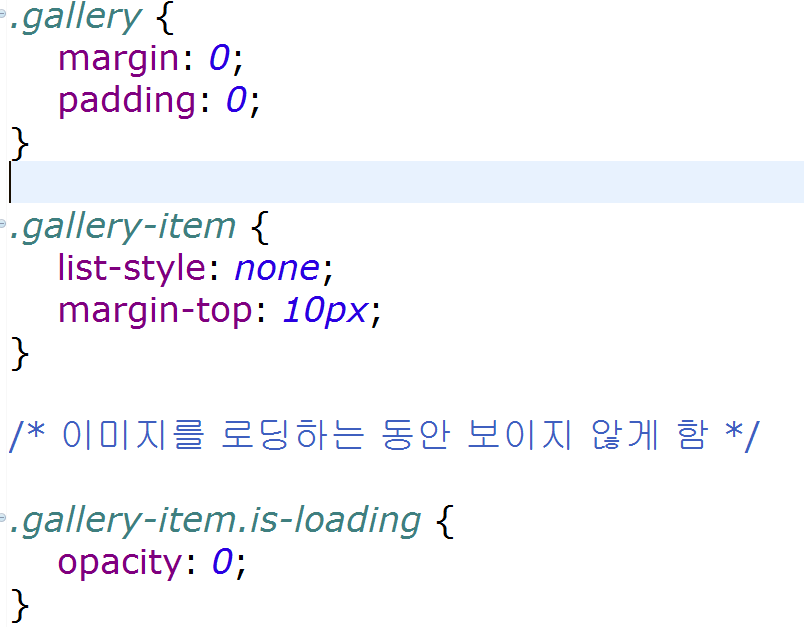 .gallery {
    margin: 0;
    padding: 0;
}

.gallery-item {
    list-style: none;
    margin-top: 10px;
}

/* 이미지를 로딩하는 동안 보이지 않게 함 */

.gallery-item.is-loading {
    opacity: 0;
}